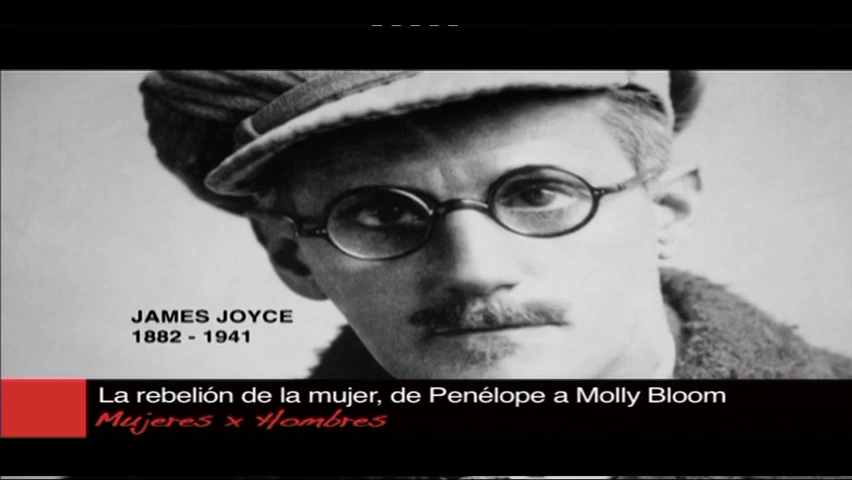 JAMES JOYCE
1882 - 1941
La rebelión de la mujer, de Penélope a Molly Bloom
Mujeres x Hombres